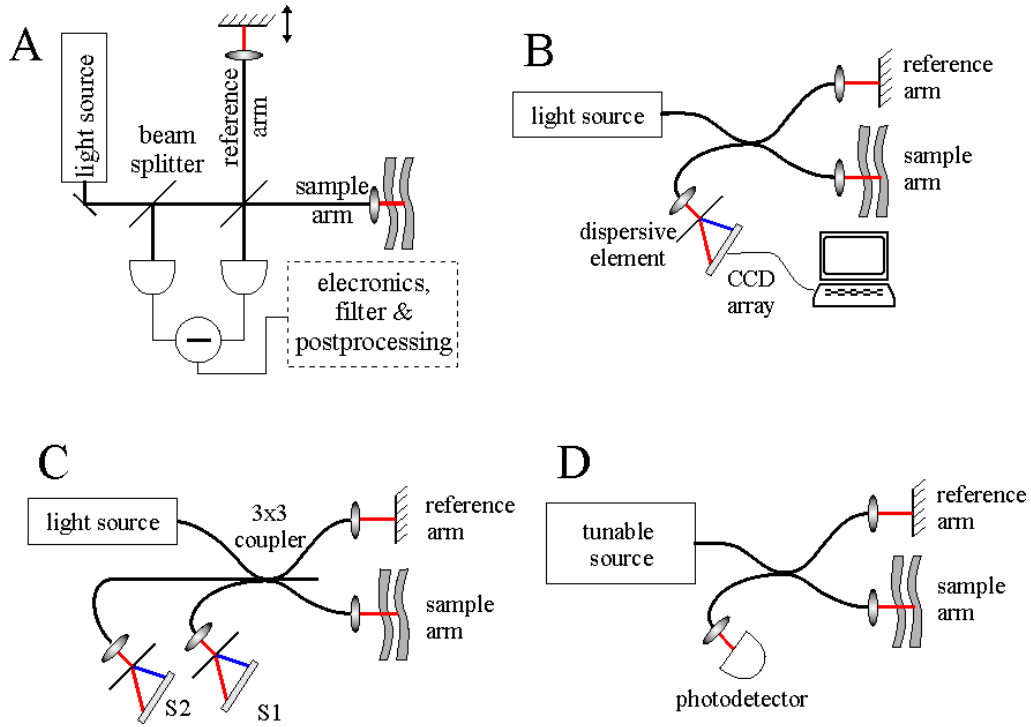 A
light source
beam
splitter
reference
arm
sample
arm
elecronics,
filter &
postprocessing
B
light source
reference
arm
sample
arm
dispersive
element
CCD
array
C
light source
3x3
coupler
reference
arm
sample
arm
S2
S1
D
tunable
source
reference
arm
sample
arm
photodetector